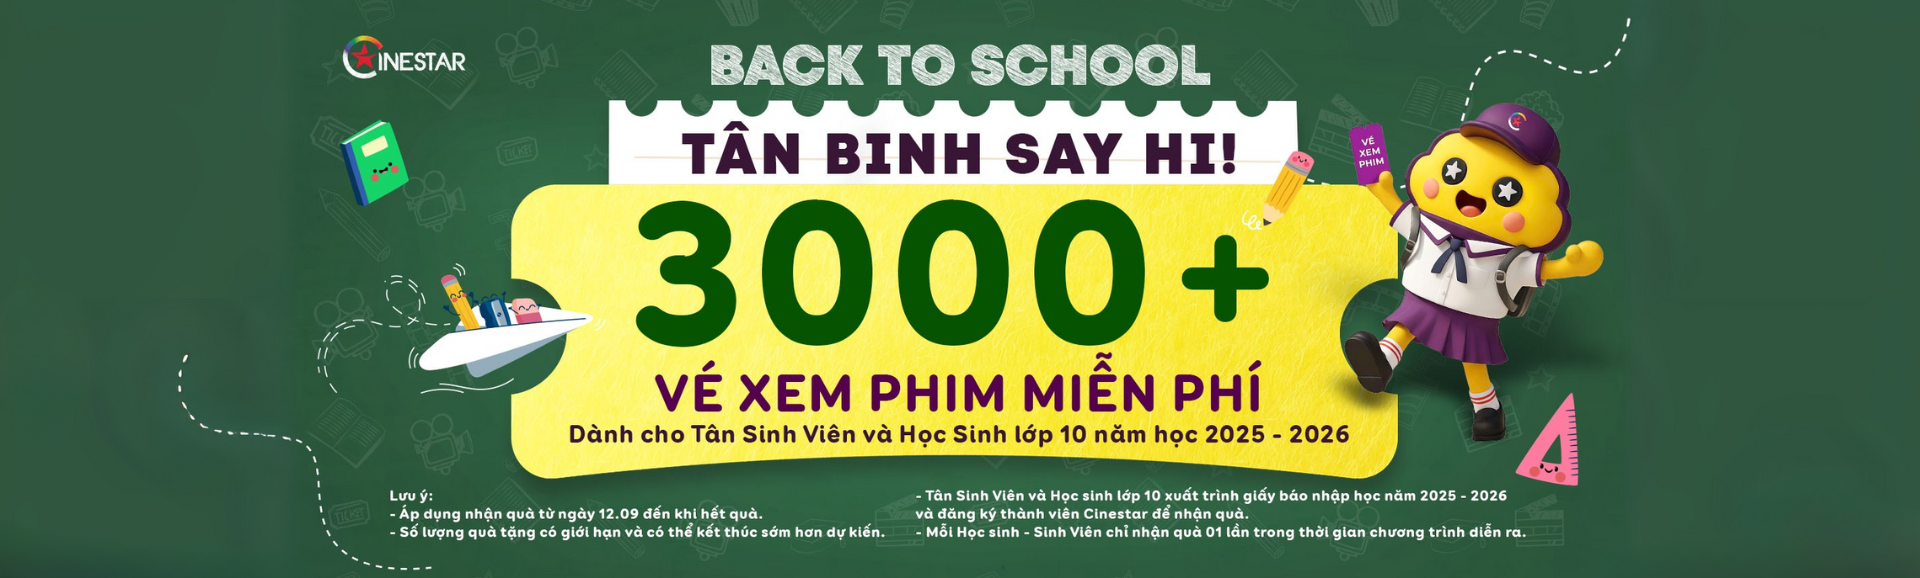 CINESTAR
BACK TO SCHOOL
TÂN BINH SAY HI!
VÉ
XEM
PHIM
3000+
VÉ XEM PHIM MIỄN PHÍ
Dành cho Tân Sinh Viên và Học Sinh lớp 10 năm học 2025 - 2026
Lưu ý:
- Áp dụng nhận quà từ ngày 12.09 đến khi hết quà.
- Số lượng quà tặng có giới hạn và có thể kết thúc sớm hơn dự kiến.
- Tân Sinh Viên và Học sinh lớp 10 xuất trình giấy báo nhập học năm 2025 - 2026
và đăng ký thành viên Cinestar để nhận quà.
- Mỗi Học sinh - Sinh Viên chỉ nhận quà 01 lần trong thời gian chương trình diễn ra.
TICKET
TICKET